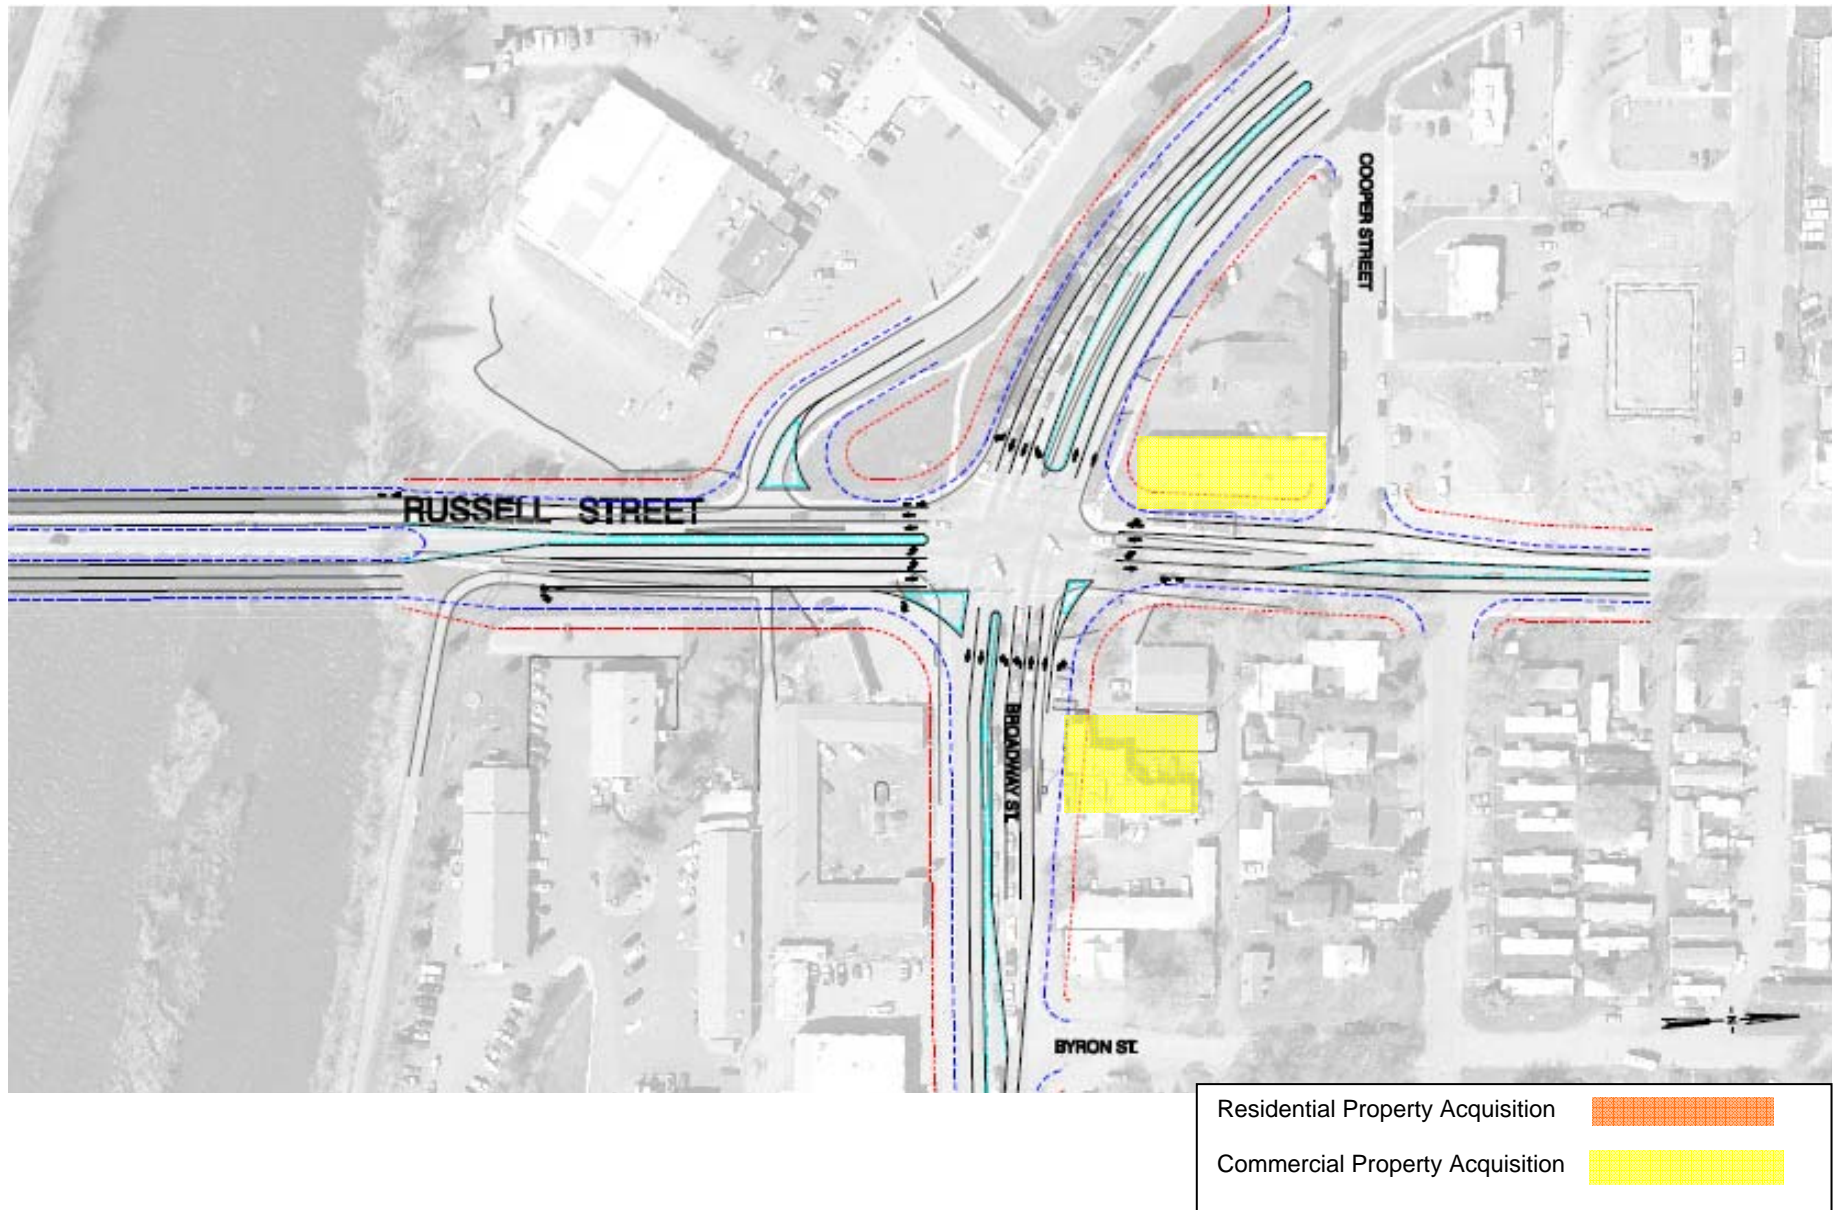 COOPER STREET
RUSSELL STREET
BROADWAY ST.
BYRON ST.
-N-
Residential Property Acquisition
Commercial Property Acquisition